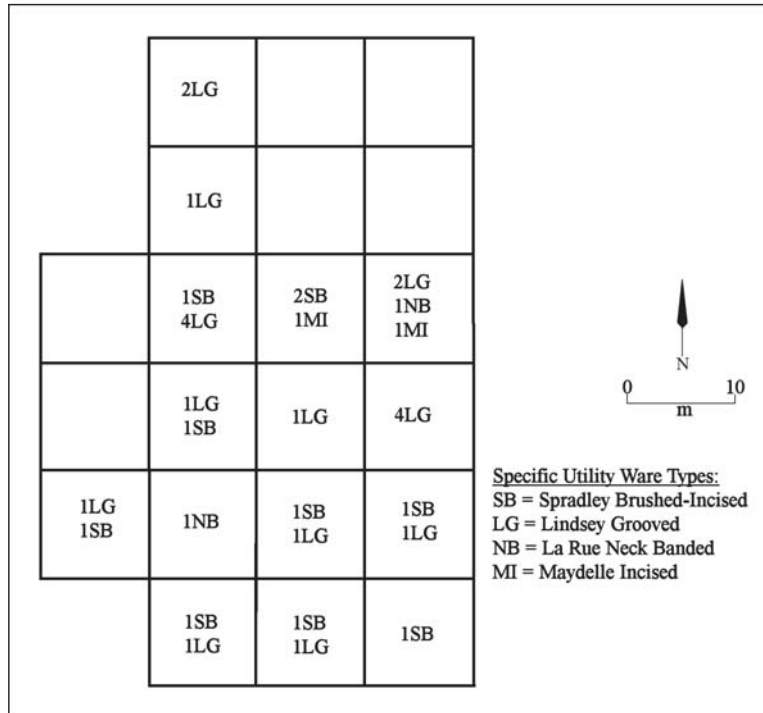 2LG
1LG
1SB
4LG
2SB
1MI
2LG
1NB
1MI
1LG
1SB
1LG
4LG
1LG
1SB
1NB
1SB
1LG
1SB
1LG
1SB
1LG
1SB
1LG
1SB
N
0 10
m
Specific Utility Ware Types:
SB = Spradley Brushed-Incised
LG = Lindsey Grooved
NB = La Rue Neck Banded
MI = Maydelle Incised